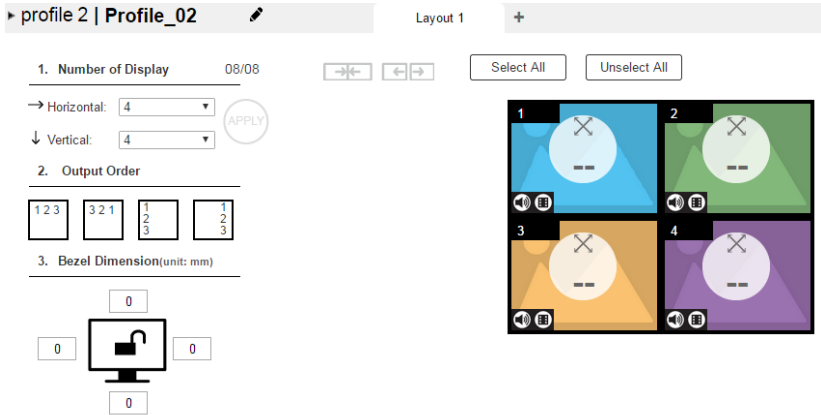 profile 2 | Profile_02
Layout 1
+
1. Number of Display 08/08
Select All
Unselect All
Horizontal: 4
APPLY
Vertical: 4
2. Output Order
1 2 3
3 2 1
1
2
3
1
2
3
3. Bezel Dimension(unit: mm)
0
0
0
0
1
--
2
--
3
--
4
--